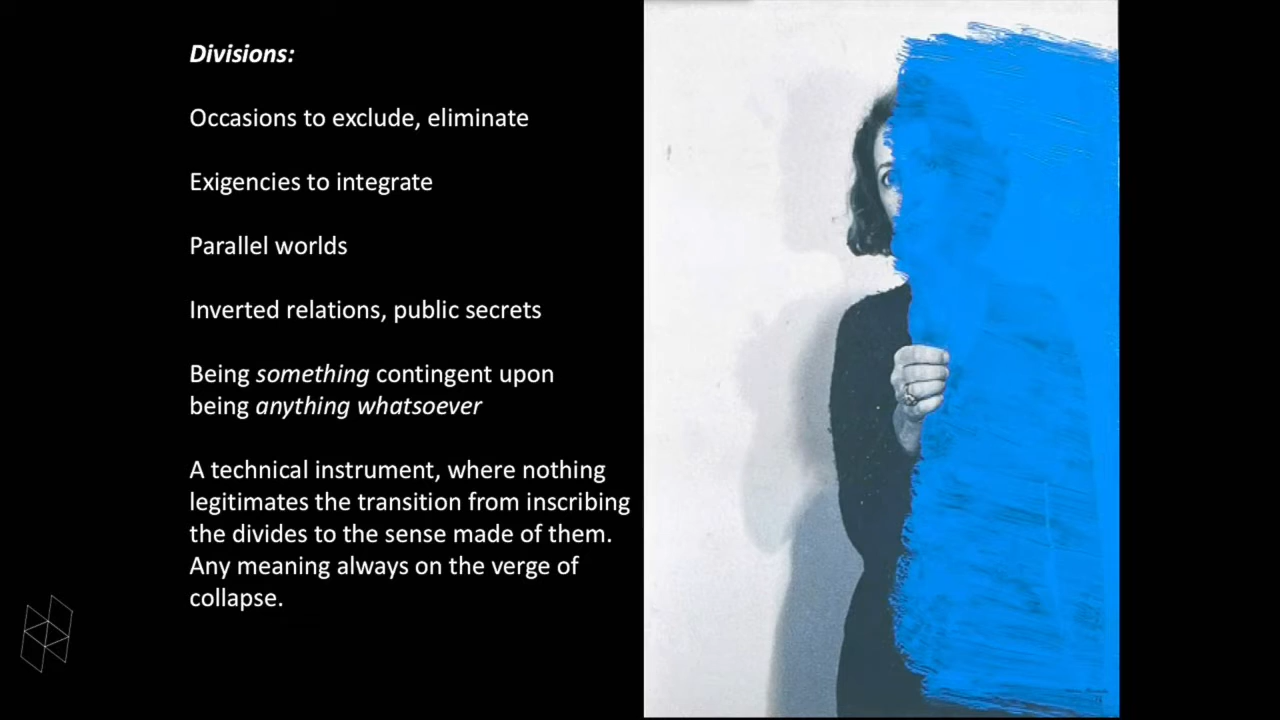 Divisions:
Occasions to exclude, eliminate
Exigencies to integrate
Parallel worlds
Inverted relations, public secrets
Being something contingent upon
being anything whatsoever
A technical instrument, where nothing
legitimates the transition from inscribing
the divides to the sense made of them.
Any meaning always on the verge of
collapse.